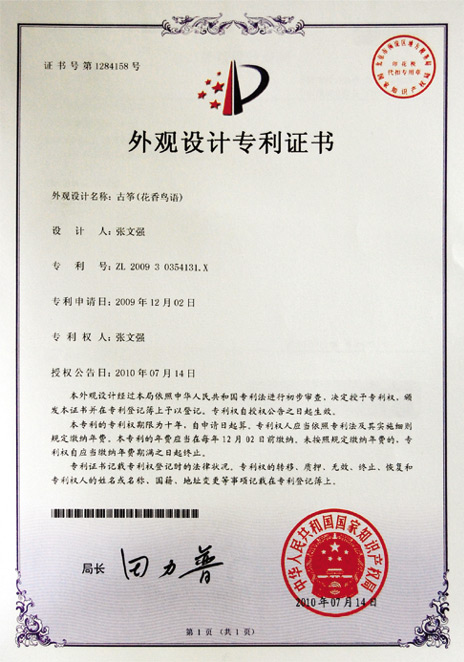 证书号第1284158号
印花税
代扣专用章
国家知识产权局
外观设计专利证书
外观设计名称：古筝(花香鸟语)
设计人：张文强
专利号：ZL 2009 3 0354131.X
专利申请日：2009年12月02日
专利权人：张文强
授权公告日：2010年07月14日
本外观设计经过本局依照中华人民共和国专利法进行初步审查，决定授予专利权，颁
发本证书并在专利登记簿上予以登记。专利权自授权公告之日起生效。
本专利的专利权期限为十年，自申请日起算。专利权人应当依照专利法及其实施细则
规定缴纳年费。本专利的年费应当在每年12月02日前缴纳。未按照规定缴纳年费的，专利
权自应当缴纳年费期满之日起终止。
专利证书记载专利权登记时的法律状况。专利权的转移、质押、无效、终止、恢复和
专利权人的姓名或名称、国籍、地址变更等事项记载在专利登记簿上。
局长 田力普
中华人民共和国国家知识产权局
2010年07月14日
第1页（共1页）